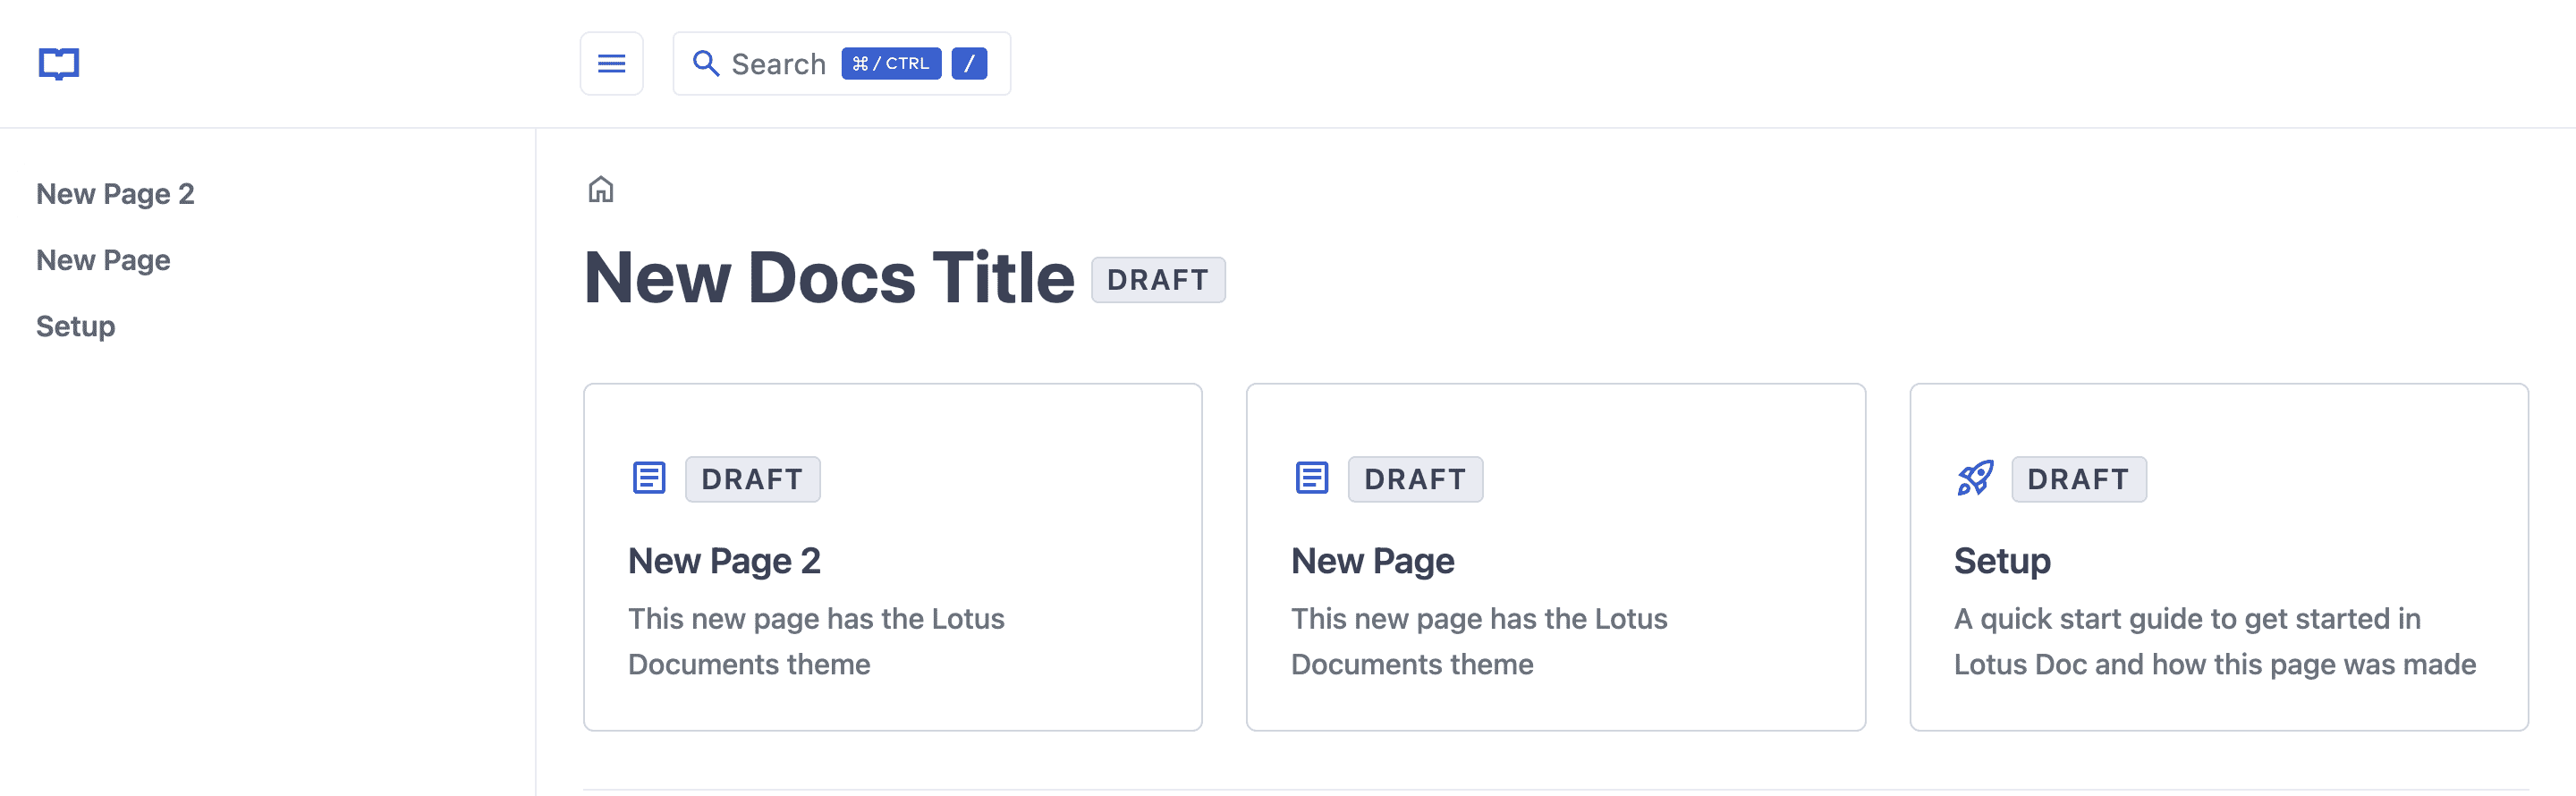 Search ⌘ / CTRL /
New Page 2
New Page
Setup
New Docs Title DRAFT
DRAFT
New Page 2
This new page has the Lotus
Documents theme
DRAFT
New Page
This new page has the Lotus
Documents theme
DRAFT
Setup
A quick start guide to get started in
Lotus Doc and how this page was made